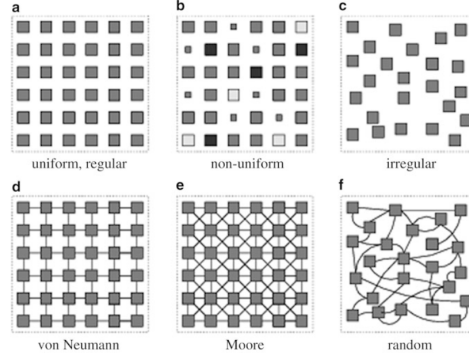 a
b
c
uniform, regular
non-uniform
irregular
d
e
f
von Neumann
Moore
random